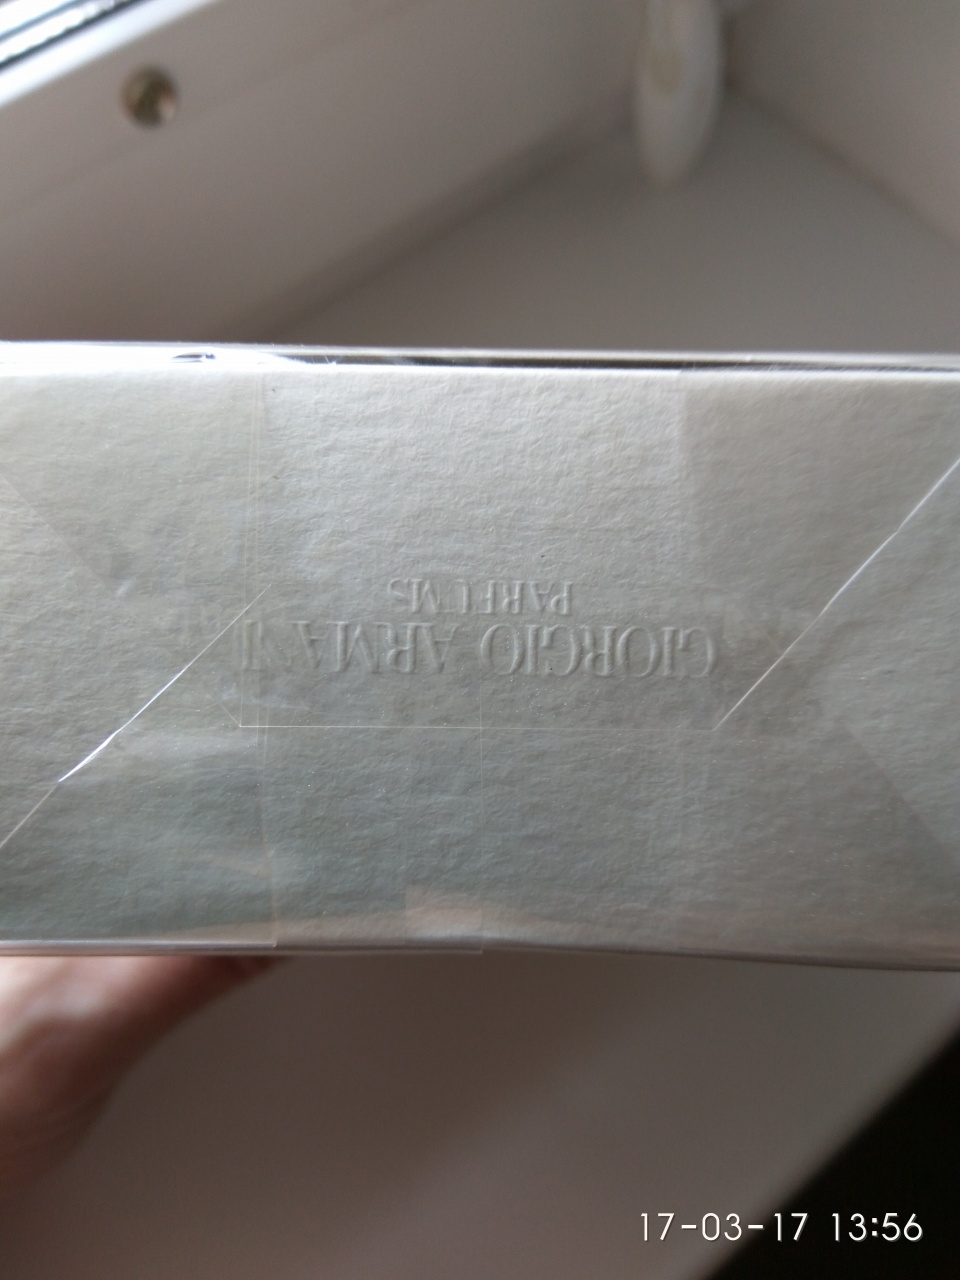 GIORGIO ARMANI
PARFUMS
17-03-17 13:56